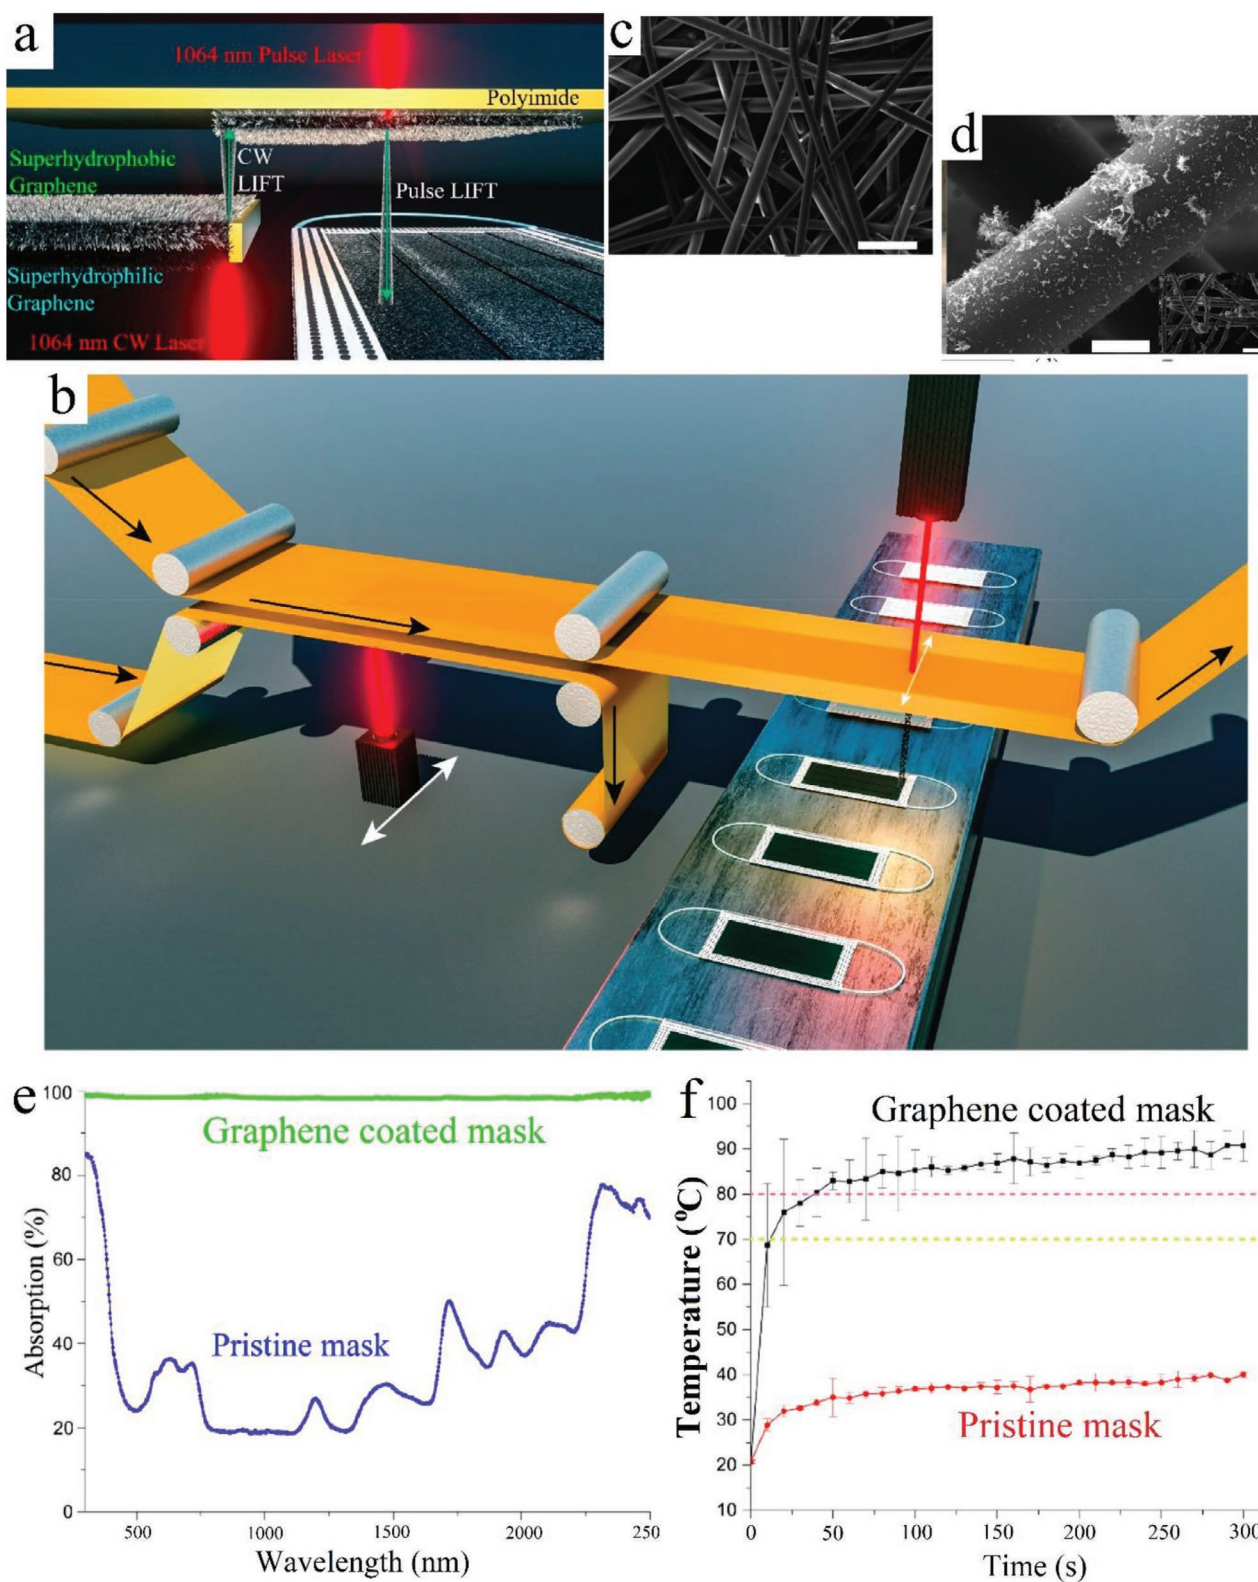 a
1064 nm Pulse Laser
Polyimide
Superhydrophobic
Graphene
CW
LIFT
Pulse LIFT
Superhydrophilic
Graphene
1064 nm CW Laser
c
d
b
e
100
80
60
40
20
0
Absorption (%)
Graphene coated mask
Pristine mask
500
1000
1500
2000
250
Wavelength (nm)
f
100
90
80
70
60
50
40
30
20
10
Temperature (°C)
Graphene coated mask
Pristine mask
0
50
100
150
200
250
300
Time (s)